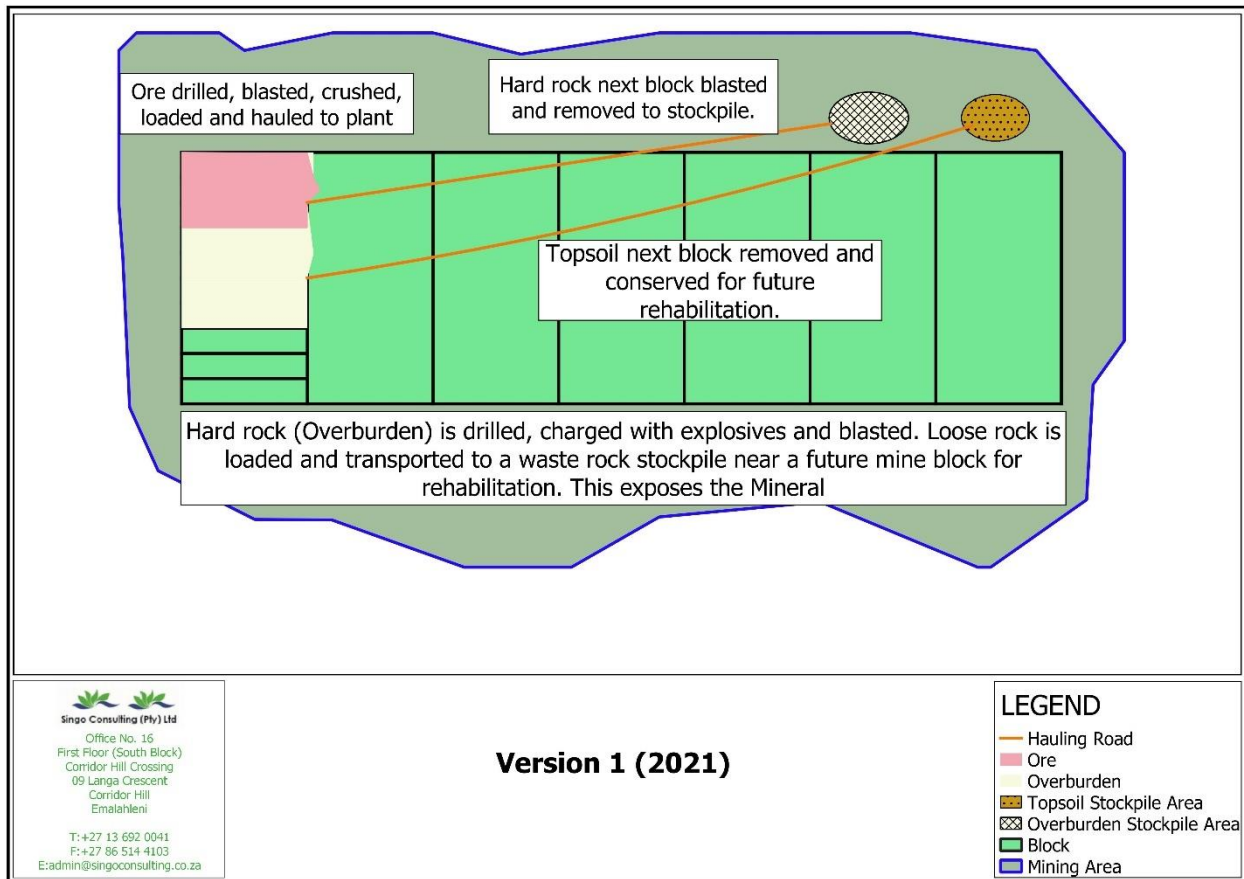 Ore drilled, blasted, crushed,
loaded and hauled to plant
Hard rock next block blasted
and removed to stockpile.
Topsoil next block removed and
conserved for future
rehabilitation.
Hard rock (Overburden) is drilled, charged with explosives and blasted. Loose rock is
loaded and transported to a waste rock stockpile near a future mine block for
rehabilitation. This exposes the Mineral
Singo Consulting (Pty) Ltd
Office No. 16
First Floor (South Block)
Corridor Hill Crossing
09 Langa Crescent
Corridor Hill
Emalahleni
T:+27 13 692 0041
F:+27 86 514 4103
E:admin@singoconsulting.co.za
Version 1 (2021)
LEGEND
Hauling Road
Ore
Overburden
Topsoil Stockpile Area
Overburden Stockpile Area
Block
Mining Area